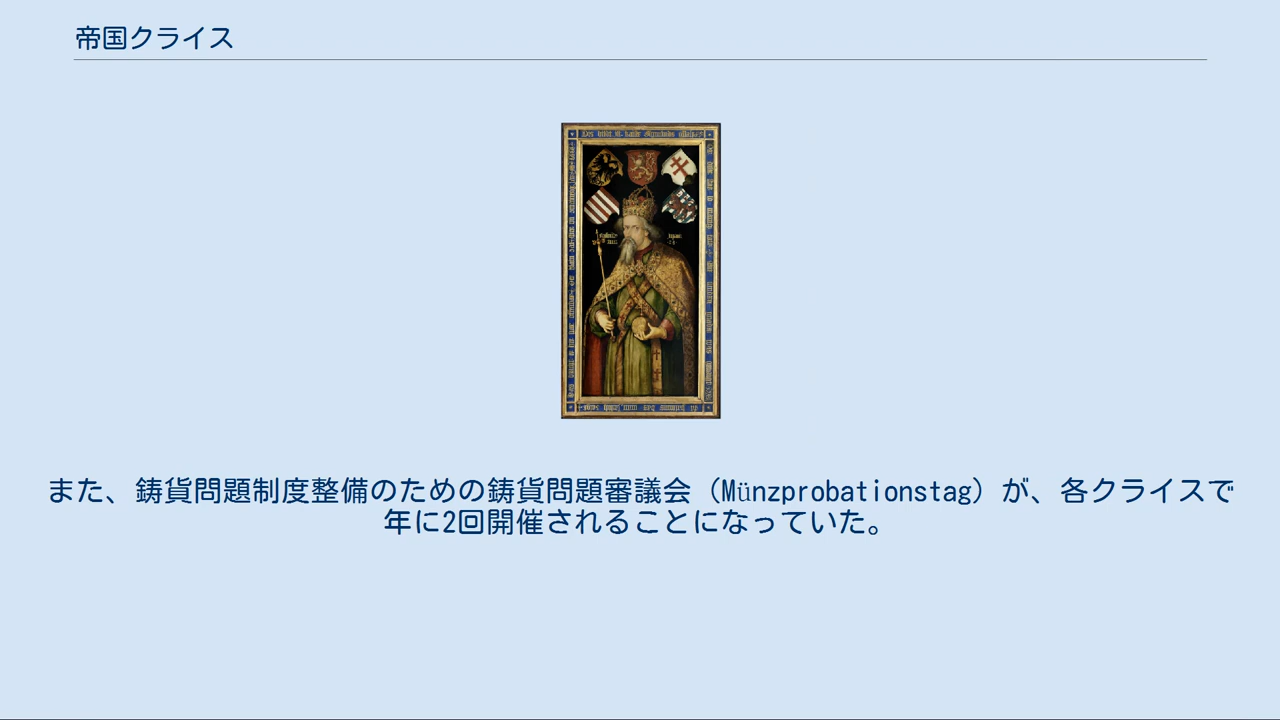 帝国クライス
また、鋳貨問題制度整備のための鋳貨問題審議会（Münzprobationstag）が、各クライスで
年に2回開催されることになっていた。